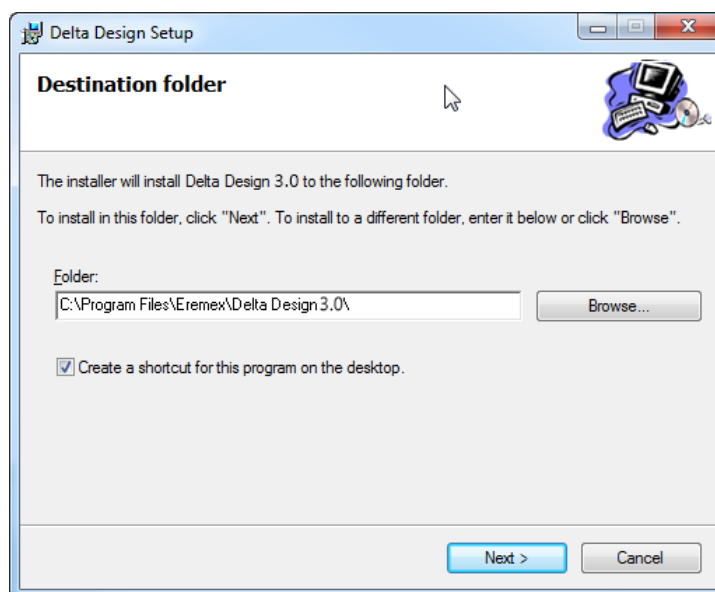 Delta Design Setup
Destination folder
The installer will install Delta Design 3.0 to the following folder.
To install in this folder, click "Next". To install to a different folder, enter it below or click "Browse".
Folder:
C:\Program Files\Eremex\Delta Design 3.0\
Browse...
Create a shortcut for this program on the desktop.
Next >
Cancel